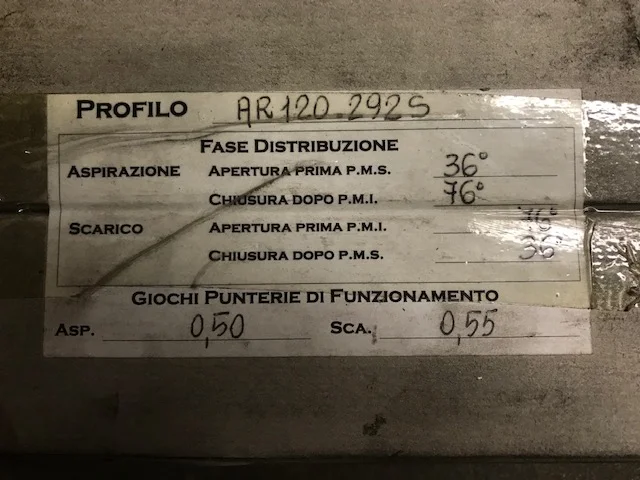 PROFILO AR120.292S
FASE DISTRIBUZIONE
ASPIRAZIONE APERTURA PRIMA P.M.S. 36°
CHIUSURA DOPO P.M.I. 76°
SCARICO APERTURA PRIMA P.M.I. 76°
CHIUSURA DOPO P.M.S. 36°
GIOCHI PUNTERIE DI FUNZIONAMENTO
ASP. 0,50 SCA. 0,55